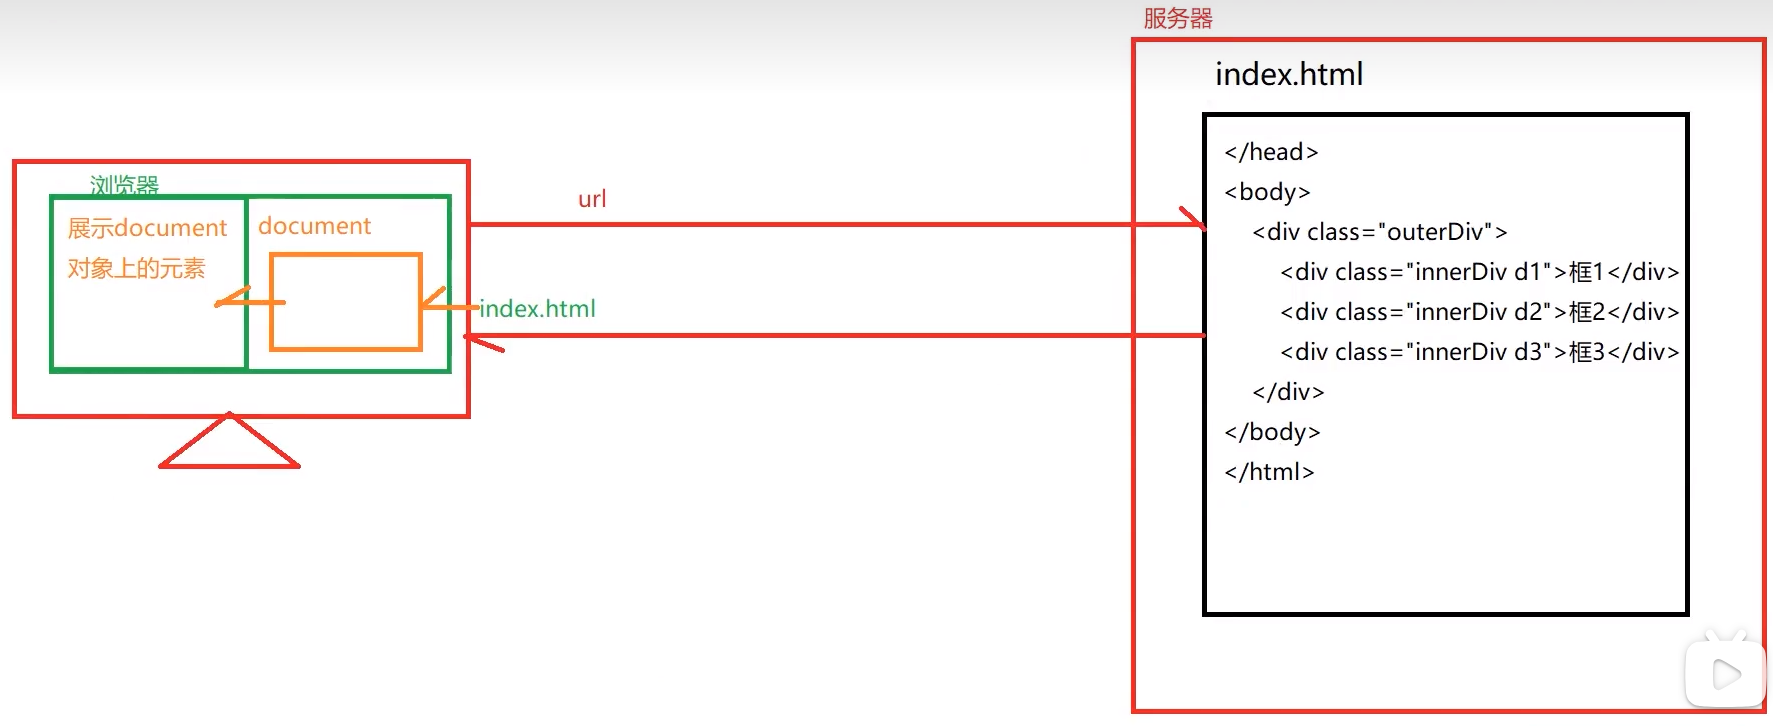 服务器
index.html
</head>
<body>
<div class="outerDiv">
<div class="innerDiv d1">框1</div>
<div class="innerDiv d2">框2</div>
<div class="innerDiv d3">框3</div>
</div>
</body>
</html>
浏览器
展示document
对象上的元素
document
url
index.html